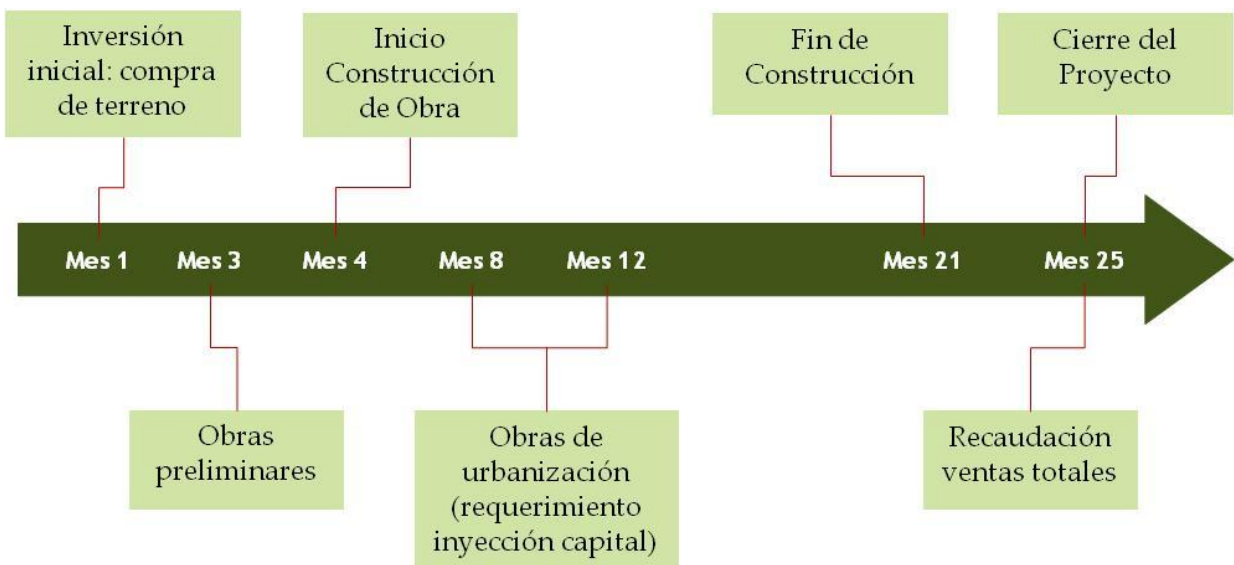 Inversión
inicial: compra
de terreno
Inicio
Construcción
de Obra
Fin de
Construcción
Cierre del
Proyecto
Mes 1
Mes 3
Mes 4
Mes 8
Mes 12
Mes 21
Mes 25
Obras
preliminares
Obras de
urbanización
(requerimiento
inyección capital)
Recaudación
ventas totales